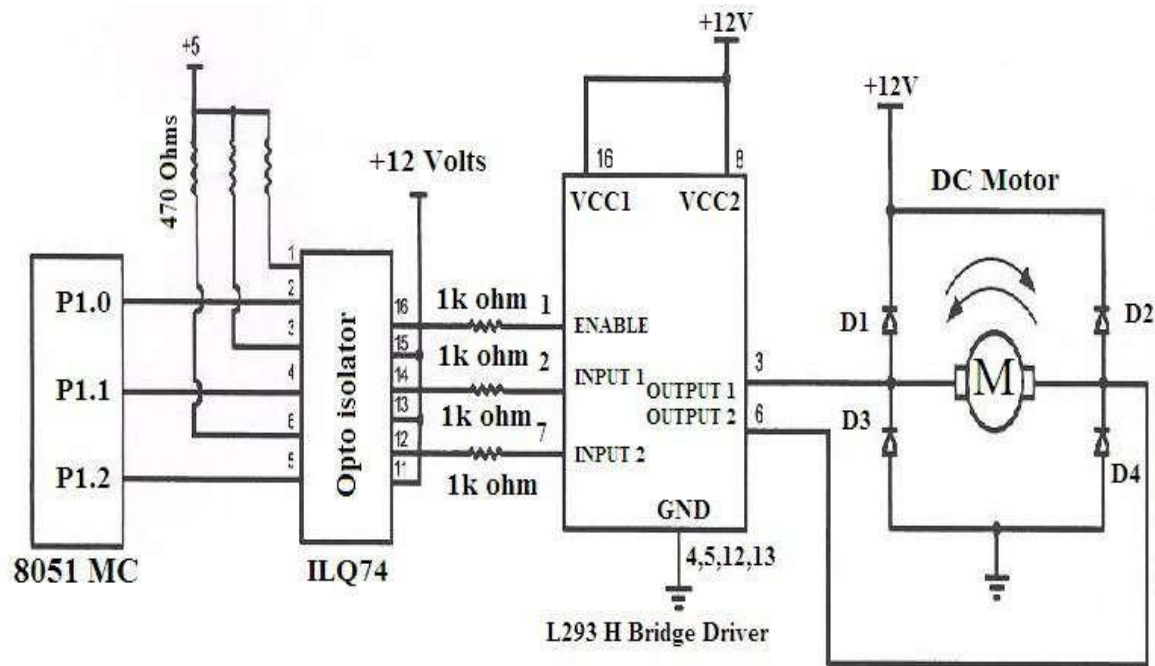 +12V
+5
+12V
470 Ohms
+12 Volts
16
8
DC Motor
VCC1
VCC2
1
P1.0
2
16
1k ohm
1
ENABLE
D1
D2
3
15
1k ohm
2
3
4
14
INPUT 1
OUTPUT 1
M
P1.1
13
1k ohm
7
OUTPUT 2
6
D3
6
12
INPUT 2
D4
5
11
1k ohm
P1.2
Opto isolator
GND
4,5,12,13
8051 MC
ILQ74
L293 H Bridge Driver